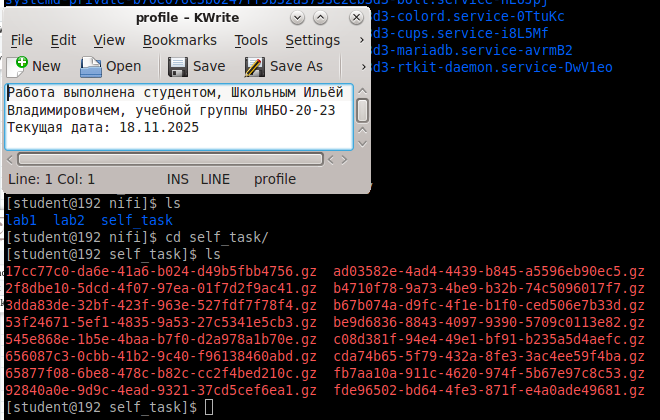 profile – KWrite
File Edit View Bookmarks Tools Settings ›
New Open Save Save As ›
Работа выполнена студентом, Школьным Ильёй
Владимировичем, учебной группы ИНБО-20-23
Текущая дата: 18.11.2025
Line: 1 Col: 1 INS LINE profile
d3-colord.service-0TtuKc
d3-cups.service-i8L5Mf
d3-mariadb.service-avrmB2
d3-rtkit-daemon.service-DwV1eo
[student@192 nifi]$ ls
lab1 lab2 self_task
[student@192 nifi]$ cd self_task/
[student@192 self_task]$ ls
17cc77c0-da6e-41a6-b024-d49b5fbb4756.gz ad03582e-4ad4-4439-b845-a5596eb90ec5.gz
2f8dbe10-5dcd-4f07-97ea-01f7d2f9ac41.gz b4710f78-9a73-4be9-b32b-74c5096017f7.gz
3dda83de-32bf-423f-963e-527fdf7f78f4.gz b67b074a-d9fc-4f1e-b1f0-ced506e7b33d.gz
53f24671-5ef1-4835-9a53-27c5341e5cb3.gz be9d6836-8843-4097-9390-5709c0113e82.gz
545e868e-1b5e-4baa-b7f0-d2a978a1b70e.gz c08d381f-94e4-49e1-bf91-b235a5d4aefc.gz
656087c3-0cbb-41b2-9c40-f96138460abd.gz cda74b65-5f79-432a-8fe3-3ac4ee59f4ba.gz
65877f08-6be8-478c-b82c-cc2f4bed210c.gz fb7aa10a-911c-4620-974f-5b67e97c8c53.gz
92840a0e-9d9c-4ead-9321-37cd5cef6ea1.gz fde96502-bd64-4fe3-871f-e4a0ade49681.gz
[student@192 self_task]$